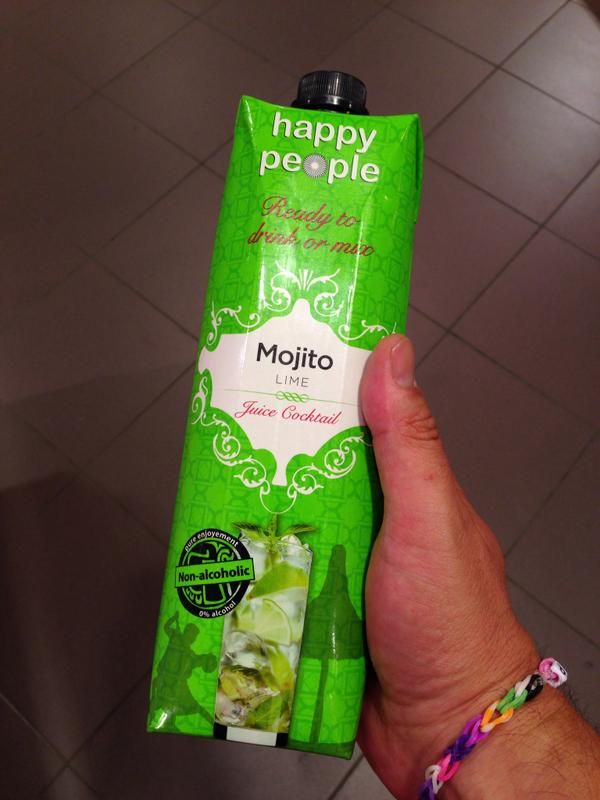 happy
people
Ready to
drink or mix
Mojito
LIME
Juice Cocktail
pure enjoyement
Non-alcoholic
0% alcohol